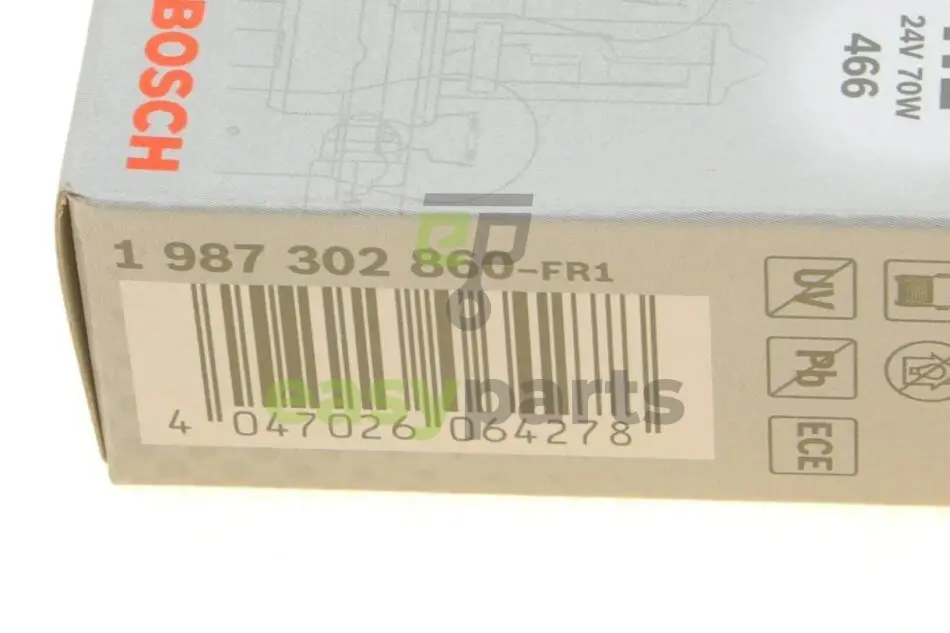 BOSCH
24V 70W
466
1 987 302 860-FR1
4 047026 064278
easyparts
UV
Pb
ECE